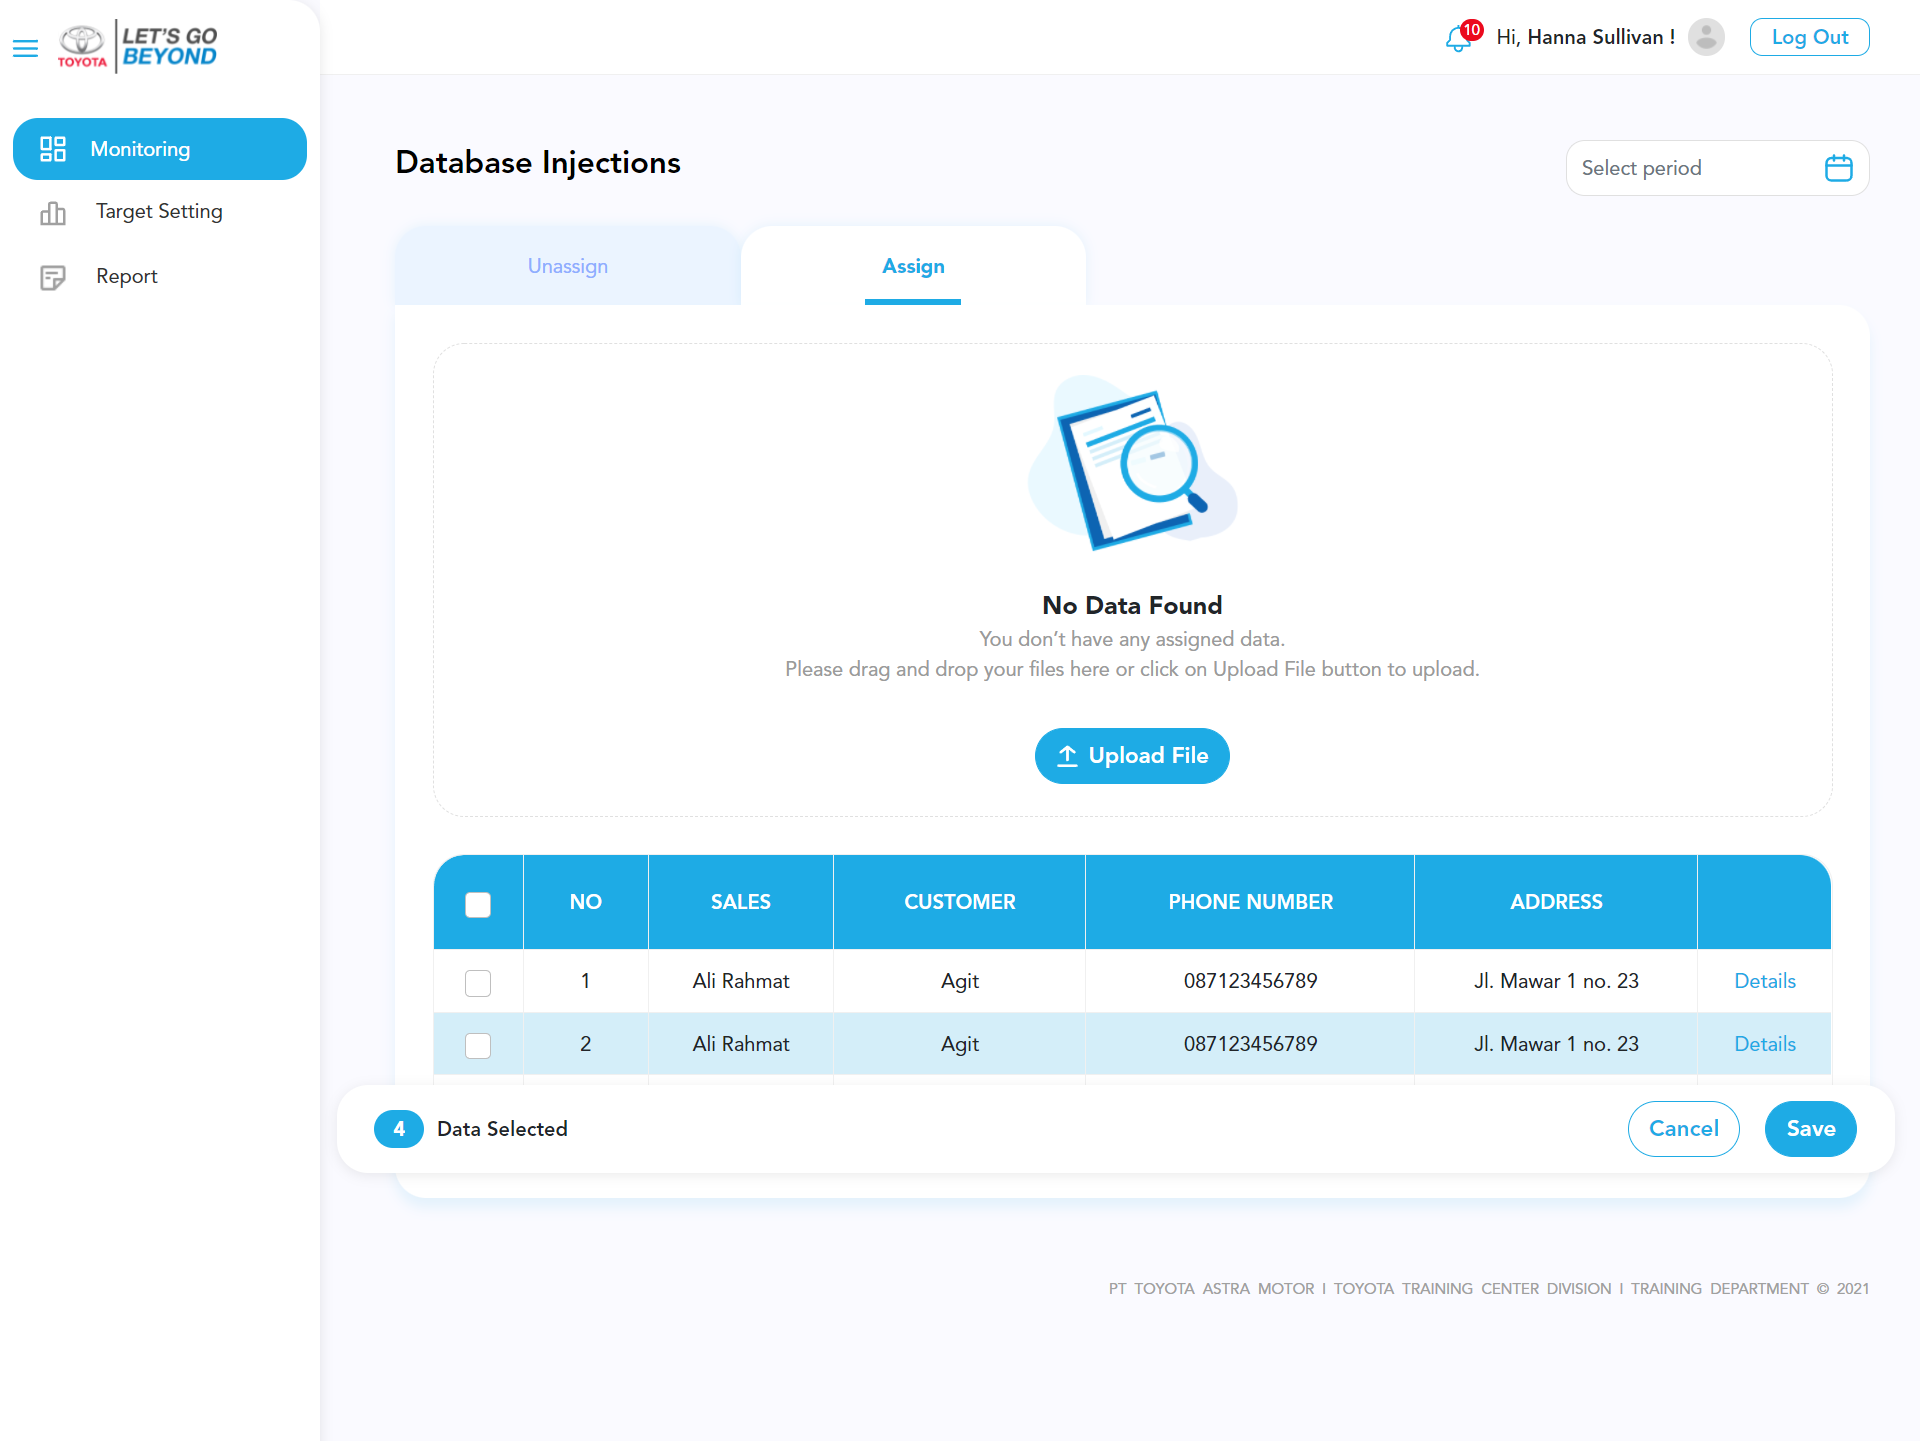 TOYOTA
LET'S GO
BEYOND
10
Hi, Hanna Sullivan !
Log Out
Monitoring
Target Setting
Report
Database Injections
Select period
Unassign
Assign
No Data Found
You don’t have any assigned data.
Please drag and drop your files here or click on Upload File button to upload.
Upload File
NO SALES CUSTOMER PHONE NUMBER ADDRESS
1 Ali Rahmat Agit 087123456789 Jl. Mawar 1 no. 23 Details
2 Ali Rahmat Agit 087123456789 Jl. Mawar 1 no. 23 Details
4 Data Selected
Cancel
Save
PT TOYOTA ASTRA MOTOR I TOYOTA TRAINING CENTER DIVISION I TRAINING DEPARTMENT © 2021